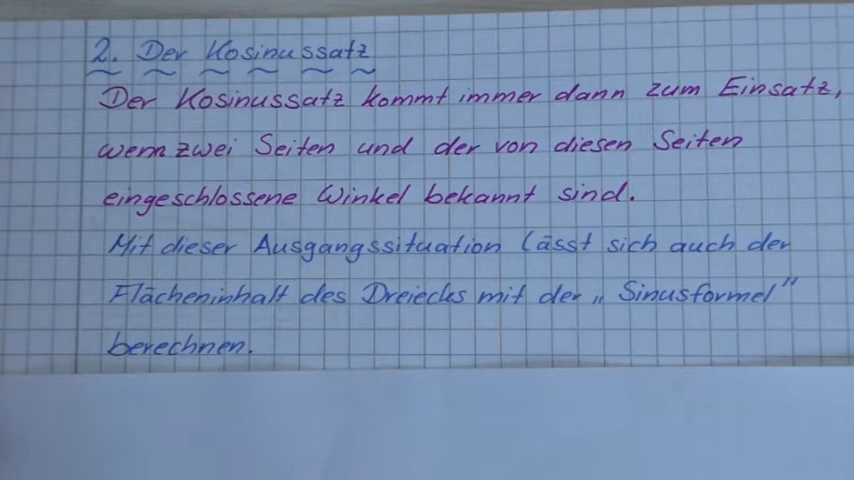 2. Der Kosinussatz
Der Kosinussatz kommt immer dann zum Einsatz,
wenn zwei Seiten und der von diesen Seiten
eingeschlossene Winkel bekannt sind.
Mit dieser Ausgangssituation lässt sich auch der
Flächeninhalt des Dreiecks mit der „Sinusformel"
berechnen.